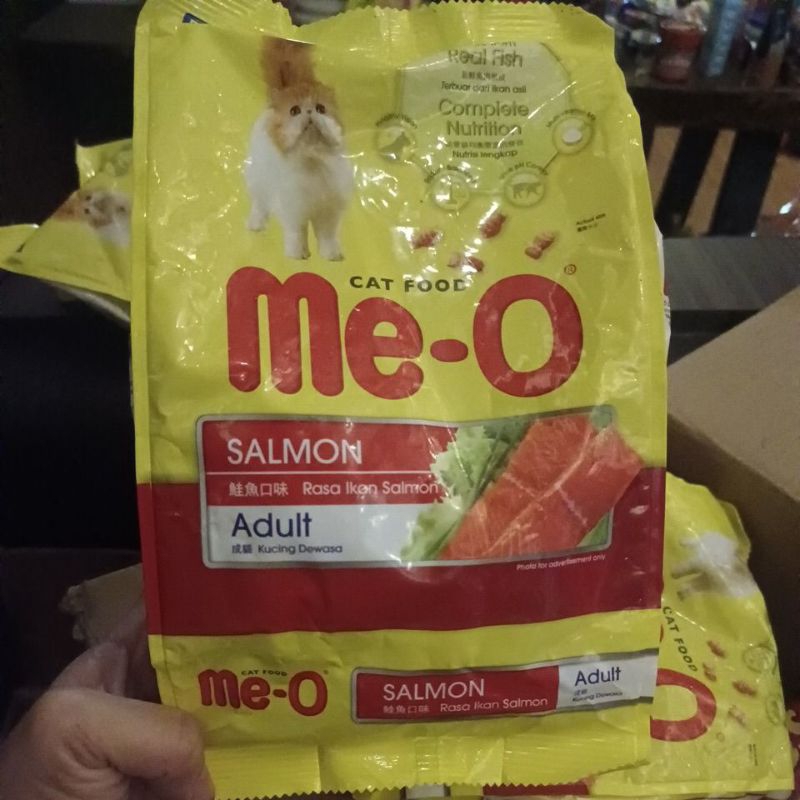 Real Fish
Terbuat dari ikan asli
Complete
Nutrition
Nutrisi lengkap
CAT FOOD
me-o®
SALMON
鮭魚口味 Rasa Ikan Salmon
Adult
成貓 Kucing Dewasa
Photo for advertisement only
CAT FOOD
me-o®
SALMON
鮭魚口味 Rasa Ikan Salmon
Adult
成貓
Kucing Dewasa
CAT FOOD